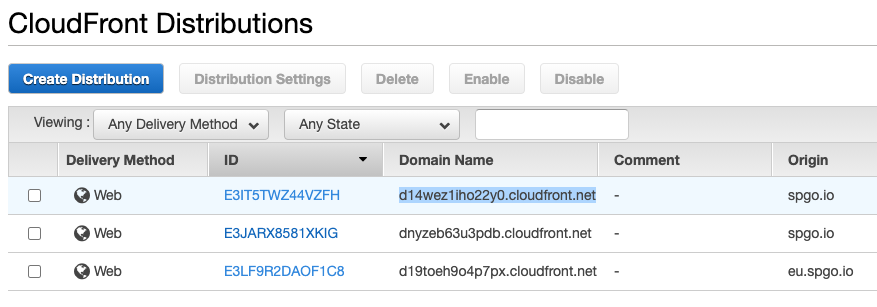 CloudFront Distributions
Create Distribution Distribution Settings Delete Enable Disable
Viewing : Any Delivery Method Any State
Delivery Method ID Domain Name Comment Origin
Web E3IT5TWZ44VZFH d14wez1iho22y0.cloudfront.net - spgo.io
Web E3JARX8581XKIG dnyzeb63u3pdb.cloudfront.net - spgo.io
Web E3LF9R2DAOF1C8 d19toeh9o4p7px.cloudfront.net - eu.spgo.io